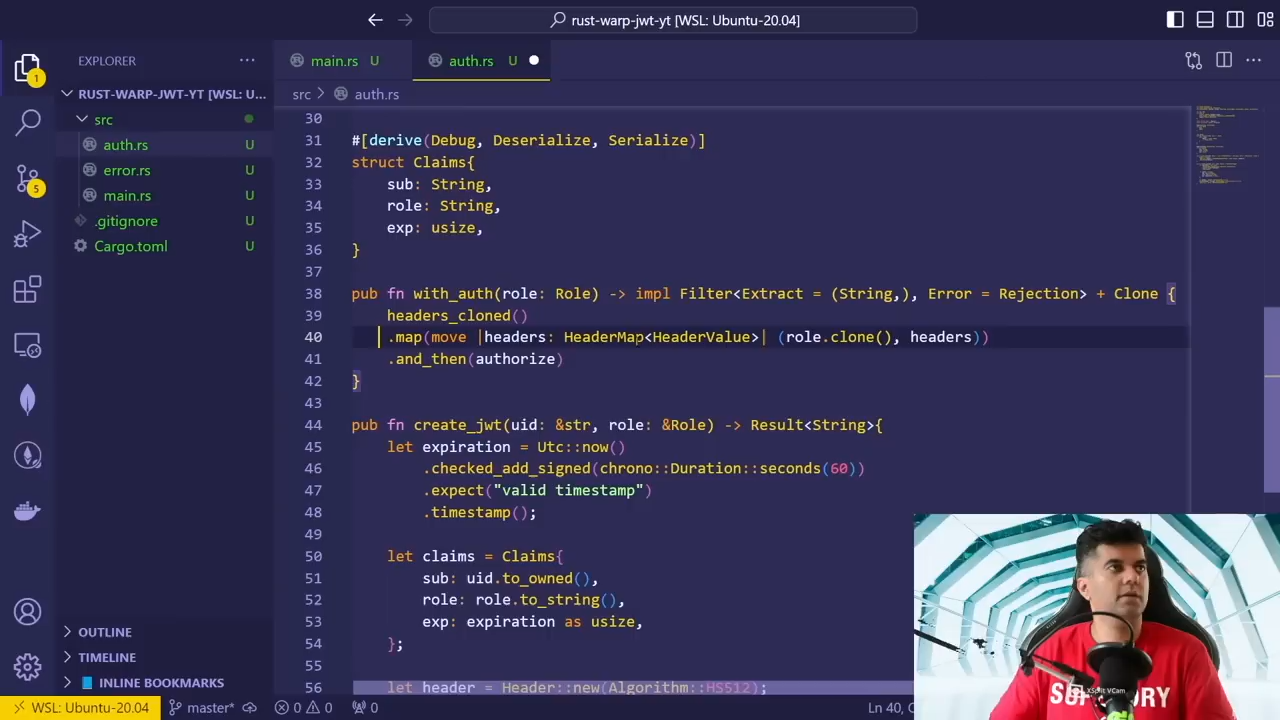 rust-warp-jwt-yt [WSL: Ubuntu-20.04]
EXPLORER
main.rs U
auth.rs U
1
RUST-WARP-JWT-YT [WSL: U...
src > auth.rs
src
auth.rs U
error.rs U
main.rs U
.gitignore U
Cargo.toml U
5
30
31 #[derive(Debug, Deserialize, Serialize)]
32 struct Claims{
33 sub: String,
34 role: String,
35 exp: usize,
36 }
37
38 pub fn with_auth(role: Role) -> impl Filter<Extract = (String,), Error = Rejection> + Clone {
39 headers_cloned()
40 .map(move |headers: HeaderMap<HeaderValue>| (role.clone(), headers))
41 .and_then(authorize)
42 }
43
44 pub fn create_jwt(uid: &str, role: &Role) -> Result<String>{
45 let expiration = Utc::now()
46 .checked_add_signed(chrono::Duration::seconds(60))
47 .expect("valid timestamp")
48 .timestamp();
49
50 let claims = Claims{
51 sub: uid.to_owned(),
52 role: role.to_string(),
53 exp: expiration as usize,
54 };
55
56 let header = Header::new(Algorithm::HS512);
OUTLINE
TIMELINE
INLINE BOOKMARKS
WSL: Ubuntu-20.04 master* 0 0 0 Ln 40, C
XSplit VCam